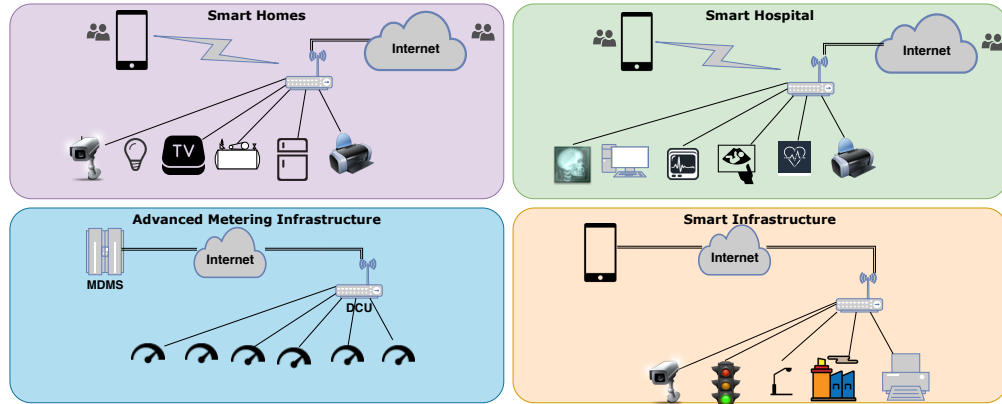 Smart Homes
Internet
TV
Smart Hospital
Internet
Advanced Metering Infrastructure
MDMS
Internet
DCU
Smart Infrastructure
Internet